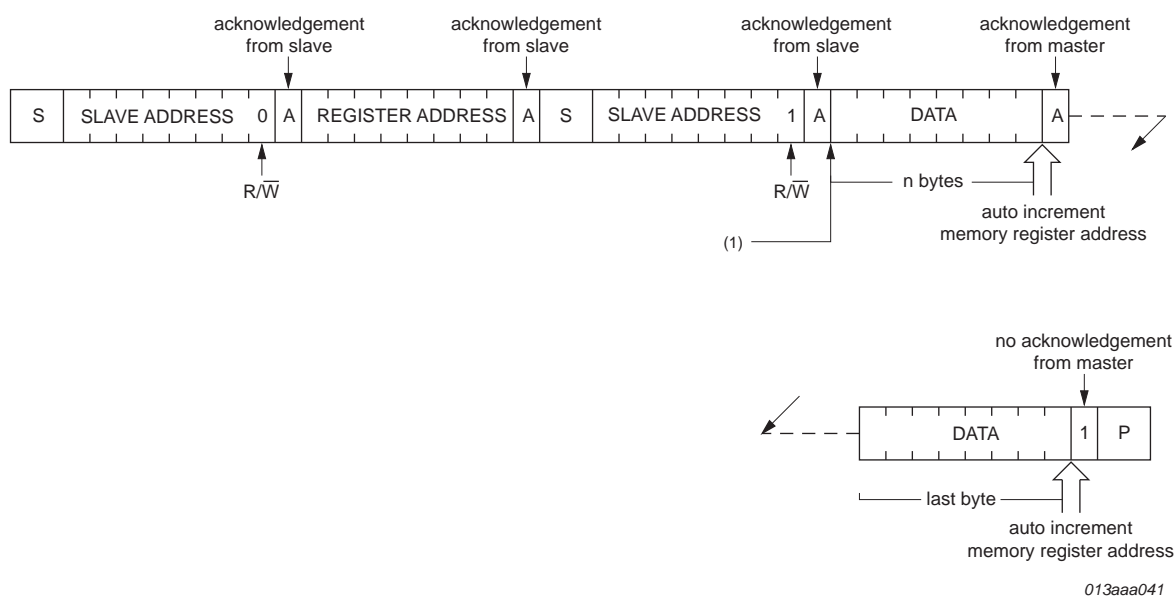 acknowledgement
from slave
acknowledgement
from slave
acknowledgement
from slave
acknowledgement
from master
S SLAVE ADDRESS 0 A REGISTER ADDRESS A S SLAVE ADDRESS 1 A DATA A
R/W̅
R/W̅
n bytes
auto increment
memory register address
(1)
no acknowledgement
from master
DATA 1 P
last byte
auto increment
memory register address
013aaa041